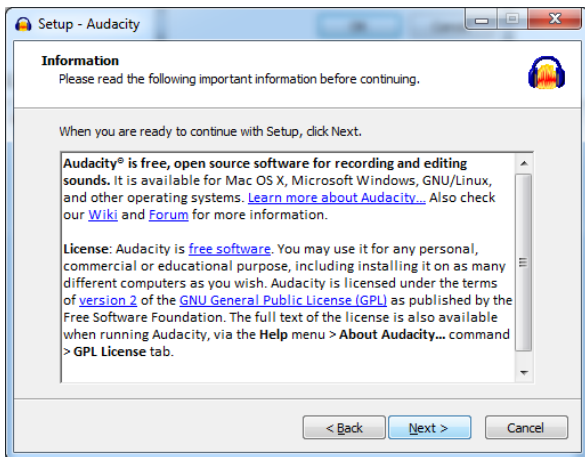 Setup - Audacity
Information
Please read the following important information before continuing.
When you are ready to continue with Setup, click Next.
Audacity® is free, open source software for recording and editing
sounds. It is available for Mac OS X, Microsoft Windows, GNU/Linux,
and other operating systems. Learn more about Audacity... Also check
our Wiki and Forum for more information.
License: Audacity is free software. You may use it for any personal,
commercial or educational purpose, including installing it on as many
different computers as you wish. Audacity is licensed under the terms
of version 2 of the GNU General Public License (GPL) as published by the
Free Software Foundation. The full text of the license is also available
when running Audacity, via the Help menu > About Audacity... command
> GPL License tab.
< Back Next > Cancel